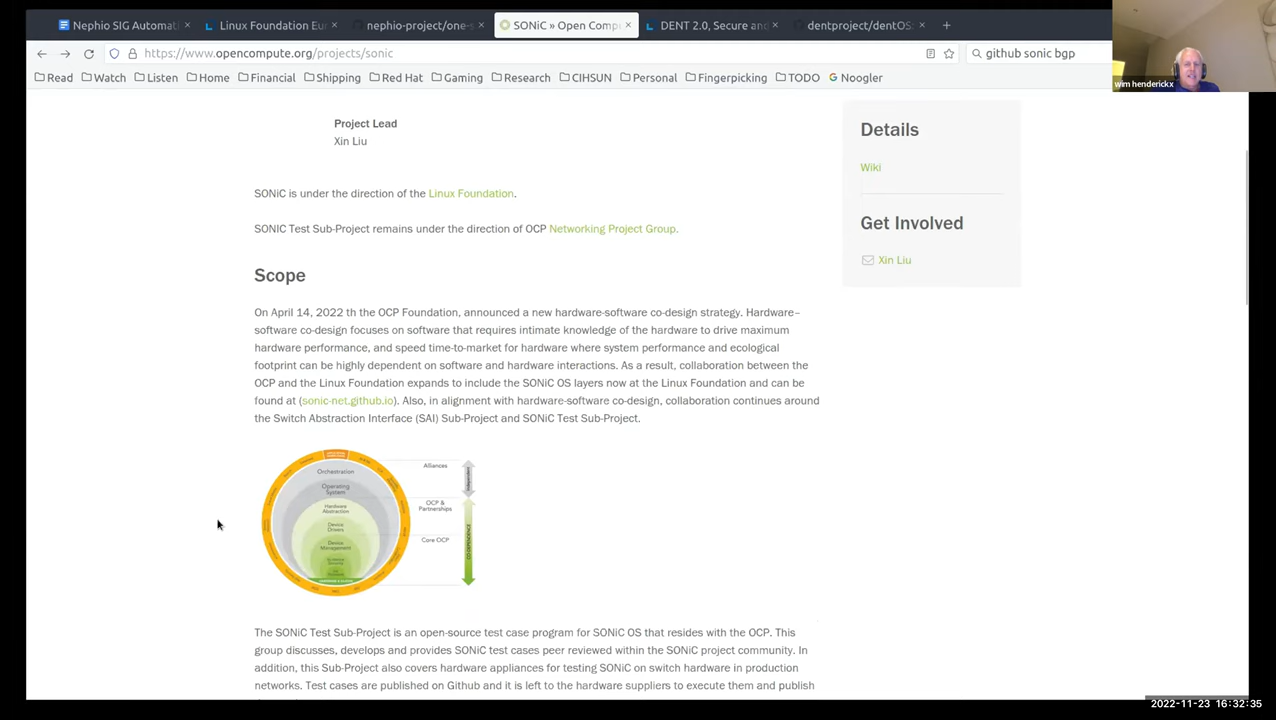 Nephio SIG Automat
Linux Foundation Eur
nephio-project/one-s
SONiC » Open Compu
DENT 2.0, Secure and
dentproject/dentOS:
https://www.opencompute.org/projects/sonic
github sonic bgp
Read
Watch
Listen
Home
Financial
Shipping
Red Hat
Gaming
Research
CIHSUN
Personal
Fingerpicking
TODO
Noogler
wim henderickx
Project Lead
Xin Liu
SONiC is under the direction of the Linux Foundation.
SONIC Test Sub-Project remains under the direction of OCP Networking Project Group.
Scope
On April 14, 2022 th the OCP Foundation, announced a new hardware-software co-design strategy. Hardware–
software co-design focuses on software that requires intimate knowledge of the hardware to drive maximum
hardware performance, and speed time-to-market for hardware where system performance and ecological
footprint can be highly dependent on software and hardware interactions. As a result, collaboration between the
OCP and the Linux Foundation expands to include the SONiC OS layers now at the Linux Foundation and can be
found at (sonic-net.github.io). Also, in alignment with hardware-software co-design, collaboration continues around
the Switch Abstraction Interface (SAI) Sub-Project and SONiC Test Sub-Project.
Details
Wiki
Get Involved
Xin Liu
Orchestration
Operating
System
Hardware
Abstraction
Device
Drivers
Device
Management
Alliances
OCP &
Partnerships
Core OCP
The SONiC Test Sub-Project is an open-source test case program for SONiC OS that resides with the OCP. This
group discusses, develops and provides SONiC test cases peer reviewed within the SONiC project community. In
addition, this Sub-Project also covers hardware appliances for testing SONiC on switch hardware in production
networks. Test cases are published on Github and it is left to the hardware suppliers to execute them and publish
2022-11-23 16:32:35